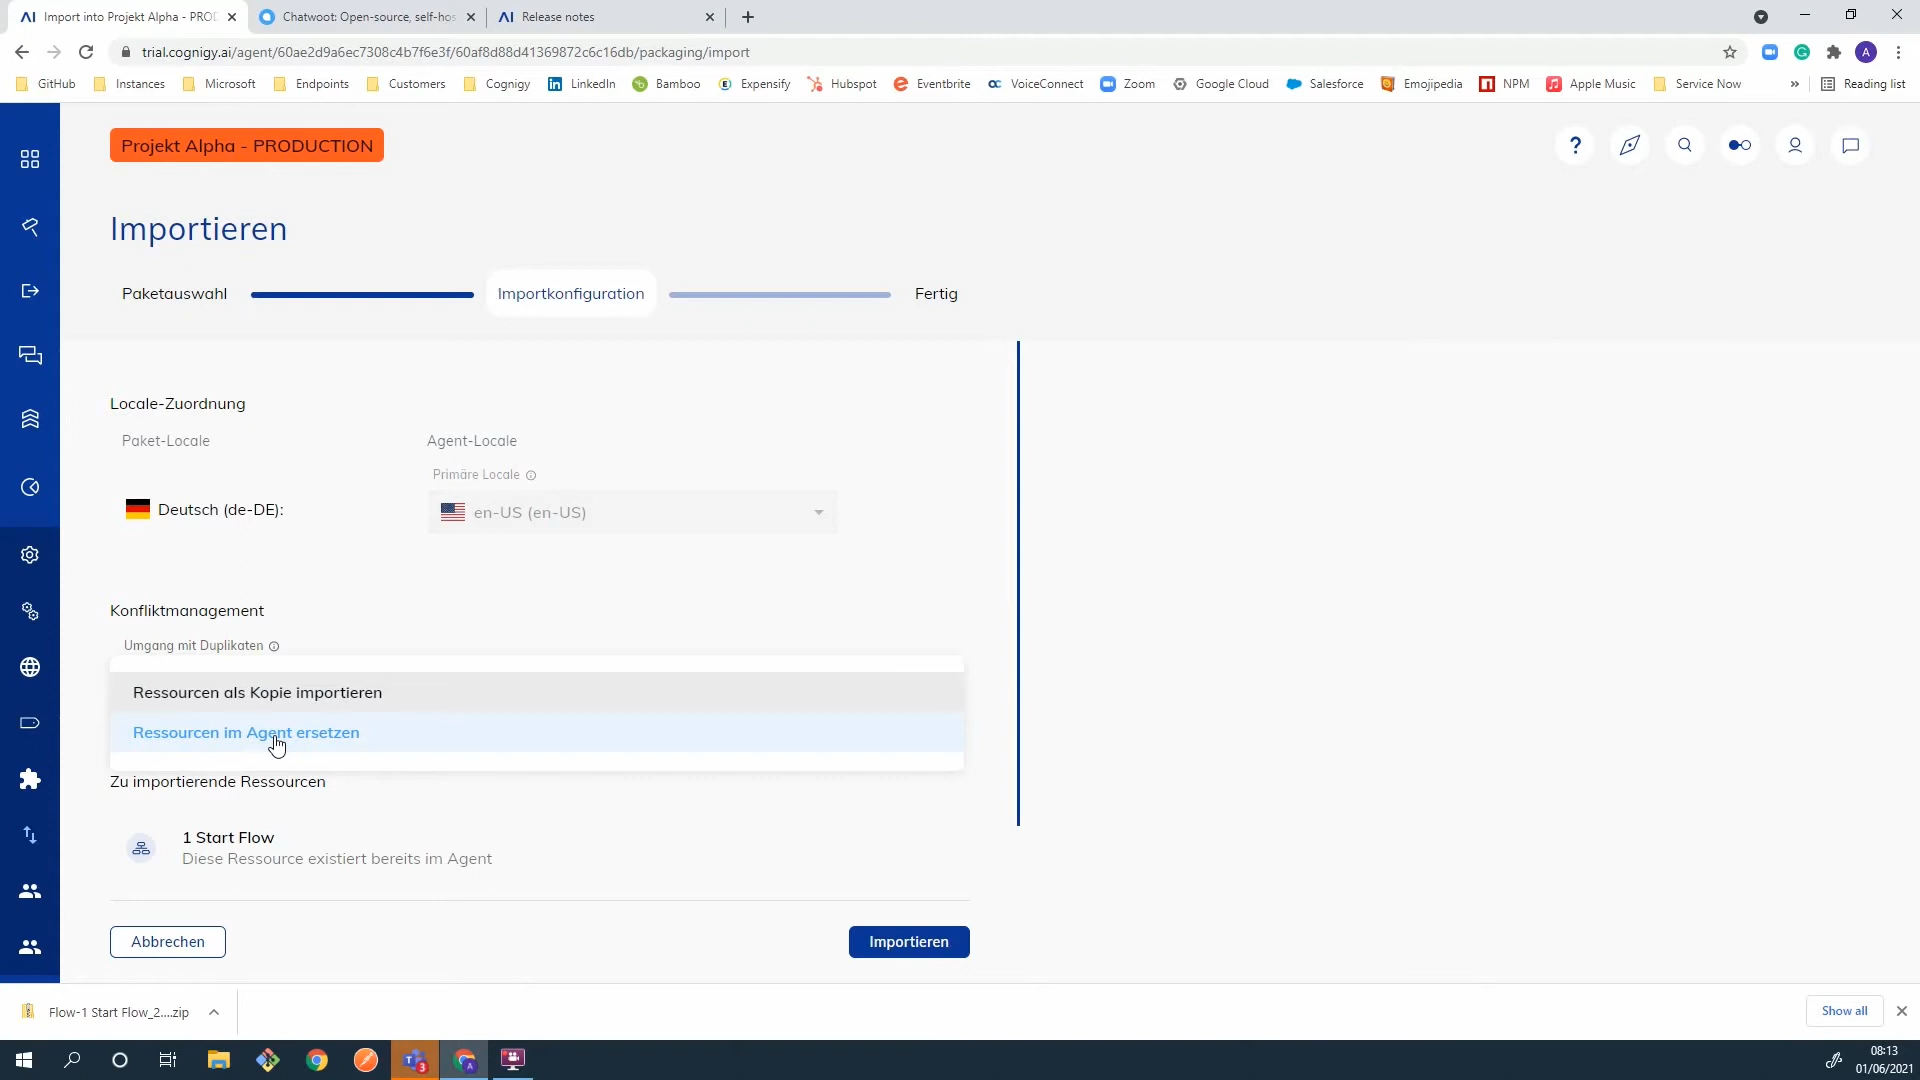 Import into Projekt Alpha - PROD
Chatwoot: Open-source, self-hos
Release notes
trial.cognigy.ai/agent/60ae2d9a6ec7308c4b7f6e3f/60af8d88d41369872c6c16db/packaging/import
A
GitHub
Instances
Microsoft
Endpoints
Customers
Cognigy
LinkedIn
Bamboo
Expensify
Hubspot
Eventbrite
VoiceConnect
Zoom
Google Cloud
Salesforce
Emojipedia
NPM
Apple Music
Service Now
»
Reading list
Projekt Alpha - PRODUCTION
?
Importieren
Paketauswahl
Importkonfiguration
Fertig
Locale-Zuordnung
Paket-Locale
Agent-Locale
Primäre Locale
Deutsch (de-DE):
en-US (en-US)
Konfliktmanagement
Umgang mit Duplikaten
Ressourcen als Kopie importieren
Ressourcen im Agent ersetzen
Zu importierende Ressourcen
1 Start Flow
Diese Ressource existiert bereits im Agent
Abbrechen
Importieren
Flow-1 Start Flow_2....zip
Show all
3
08:13
01/06/2021